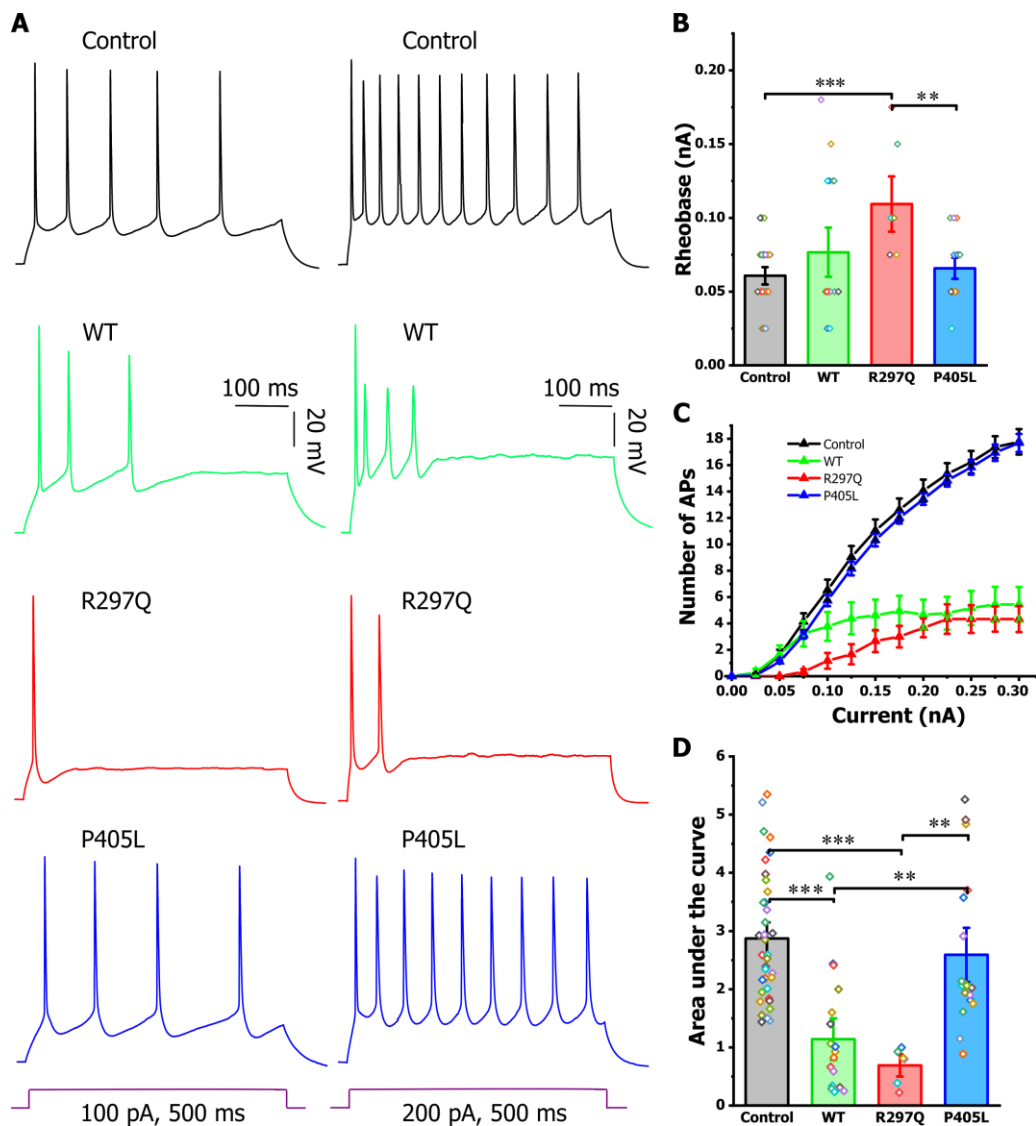 A
Control
Control
WT
WT
100 ms
20 mV
100 ms
20 mV
R297Q
R297Q
P405L
P405L
100 pA, 500 ms
200 pA, 500 ms
B
Rheobase (nA)
0.20
0.15
0.10
0.05
0.00
***
**
Control WT R297Q P405L
C
Number of APs
18
16
14
12
10
8
6
4
2
0
Control
WT
R297Q
P405L
0.00 0.05 0.10 0.15 0.20 0.25 0.30
Current (nA)
D
Area under the curve
6
5
4
3
2
1
0
***
**
***
**
Control WT R297Q P405L